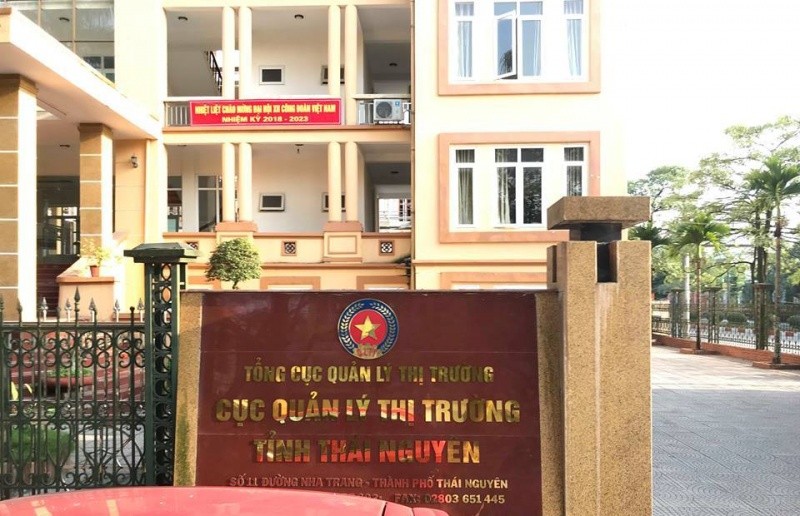 NHIỆT LIỆT CHÀO MỪNG ĐẠI HỘI XII CÔNG ĐOÀN VIỆT NAM
NHIỆM KỲ 2018 - 2023
TỔNG CỤC QUẢN LÝ THỊ TRƯỜNG
CỤC QUẢN LÝ THỊ TRƯỜNG
TỈNH THÁI NGUYÊN
SỐ 11 ĐƯỜNG NHA TRANG - THÀNH PHỐ THÁI NGUYÊN
FAX: 02803 651 445